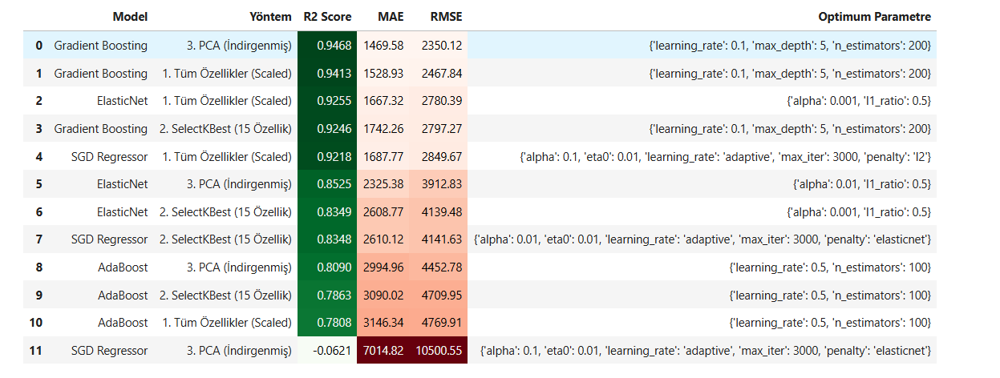 Model Yöntem R2 Score MAE RMSE Optimum Parametre
0 Gradient Boosting 3. PCA (İndirgenmiş) 0.9468 1469.58 2350.12 {'learning_rate': 0.1, 'max_depth': 5, 'n_estimators': 200}
1 Gradient Boosting 1. Tüm Özellikler (Scaled) 0.9413 1528.93 2467.84 {'learning_rate': 0.1, 'max_depth': 5, 'n_estimators': 200}
2 ElasticNet 1. Tüm Özellikler (Scaled) 0.9255 1667.32 2780.39 {'alpha': 0.001, 'l1_ratio': 0.5}
3 Gradient Boosting 2. SelectKBest (15 Özellik) 0.9246 1742.26 2797.27 {'learning_rate': 0.1, 'max_depth': 5, 'n_estimators': 200}
4 SGD Regressor 1. Tüm Özellikler (Scaled) 0.9218 1687.77 2849.67 {'alpha': 0.1, 'eta0': 0.01, 'learning_rate': 'adaptive', 'max_iter': 3000, 'penalty': 'l2'}
5 ElasticNet 3. PCA (İndirgenmiş) 0.8525 2325.38 3912.83 {'alpha': 0.01, 'l1_ratio': 0.5}
6 ElasticNet 2. SelectKBest (15 Özellik) 0.8349 2608.77 4139.48 {'alpha': 0.001, 'l1_ratio': 0.5}
7 SGD Regressor 2. SelectKBest (15 Özellik) 0.8348 2610.12 4141.63 {'alpha': 0.01, 'eta0': 0.01, 'learning_rate': 'adaptive', 'max_iter': 3000, 'penalty': 'elasticnet'}
8 AdaBoost 3. PCA (İndirgenmiş) 0.8090 2994.96 4452.78 {'learning_rate': 0.5, 'n_estimators': 100}
9 AdaBoost 2. SelectKBest (15 Özellik) 0.7863 3090.02 4709.95 {'learning_rate': 0.5, 'n_estimators': 100}
10 AdaBoost 1. Tüm Özellikler (Scaled) 0.7808 3146.34 4769.91 {'learning_rate': 0.5, 'n_estimators': 100}
11 SGD Regressor 3. PCA (İndirgenmiş) -0.0621 7014.82 10500.55 {'alpha': 0.1, 'eta0': 0.01, 'learning_rate': 'adaptive', 'max_iter': 3000, 'penalty': 'elasticnet'}